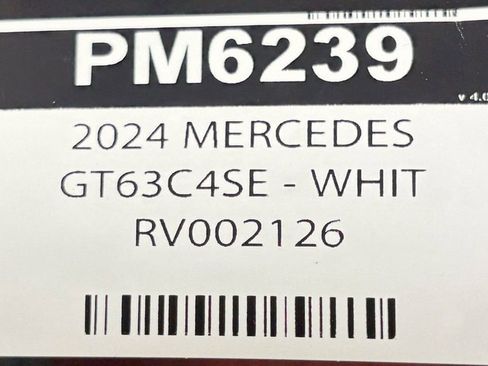 PM6239
v 4.0
2024 MERCEDES
GT63C4SE - WHIT
RV002126